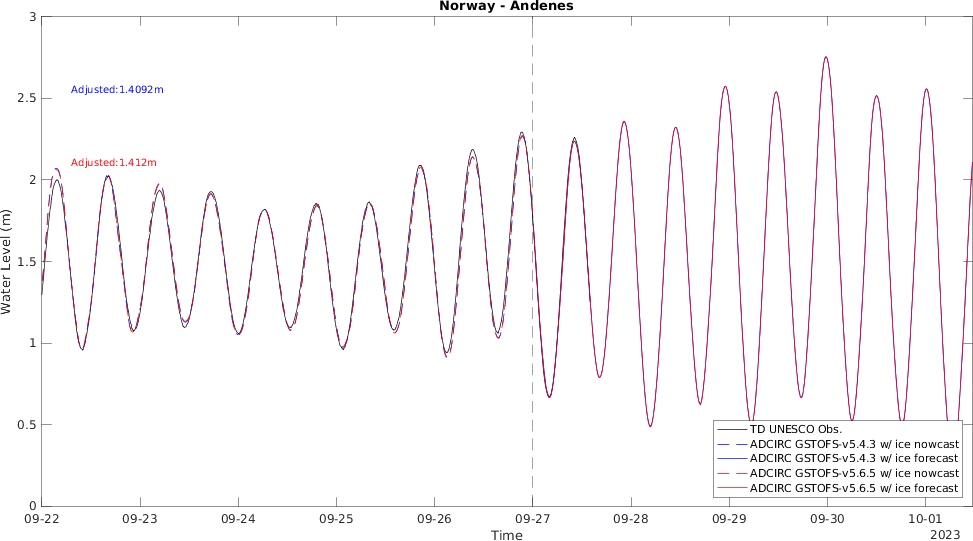 Norway - Andenes
3
2.5
2
1.5
1
0.5
0
Water Level (m)
Adjusted:1.4092m
Adjusted:1.412m
TD UNESCO Obs.
ADCIRC GSTOFS-v5.4.3 w/ ice nowcast
ADCIRC GSTOFS-v5.4.3 w/ ice forecast
ADCIRC GSTOFS-v5.6.5 w/ ice nowcast
ADCIRC GSTOFS-v5.6.5 w/ ice forecast
09-22 09-23 09-24 09-25 09-26 09-27 09-28 09-29 09-30 10-01
Time
2023